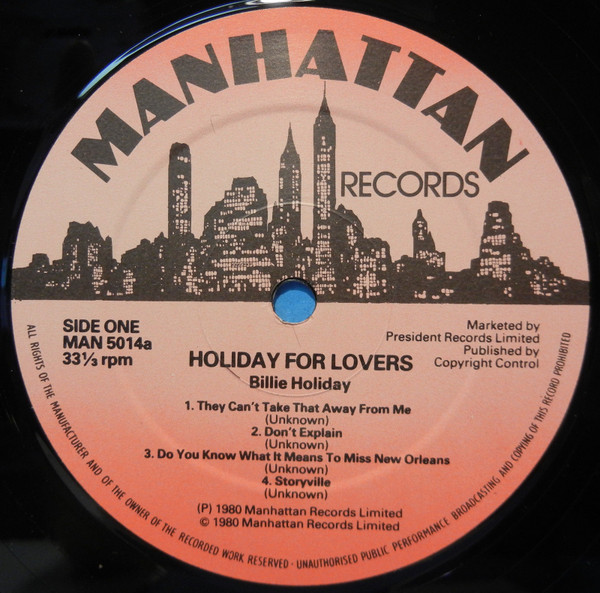 MANHATTAN
RECORDS
SIDE ONE
MAN 5014a
33⅓ rpm
Marketed by
President Records Limited
Published by
Copyright Control
HOLIDAY FOR LOVERS
Billie Holiday
1. They Can't Take That Away From Me
(Unknown)
2. Don't Explain
(Unknown)
3. Do You Know What It Means To Miss New Orleans
(Unknown)
4. Storyville
(Unknown)
(P) 1980 Manhattan Records Limited
© 1980 Manhattan Records Limited
ALL RIGHTS OF THE MANUFACTURER AND OF THE OWNER OF THE RECORDED WORK RESERVED · UNAUTHORISED PUBLIC PERFORMANCE BROADCASTING AND COPYING OF THIS RECORD PROHIBITED